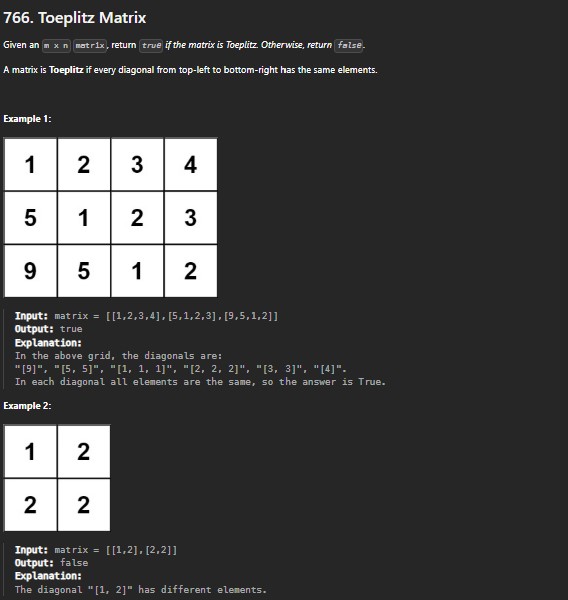 766. Toeplitz Matrix
Given an m x n matrix, return true if the matrix is Toeplitz. Otherwise, return false.
A matrix is Toeplitz if every diagonal from top-left to bottom-right has the same elements.
Example 1:
1 2 3 4
5 1 2 3
9 5 1 2
Input: matrix = [[1,2,3,4],[5,1,2,3],[9,5,1,2]]
Output: true
Explanation:
In the above grid, the diagonals are:
"[9]", "[5, 5]", "[1, 1, 1]", "[2, 2, 2]", "[3, 3]", "[4]".
In each diagonal all elements are the same, so the answer is True.
Example 2:
1 2
2 2
Input: matrix = [[1,2],[2,2]]
Output: false
Explanation:
The diagonal "[1, 2]" has different elements.